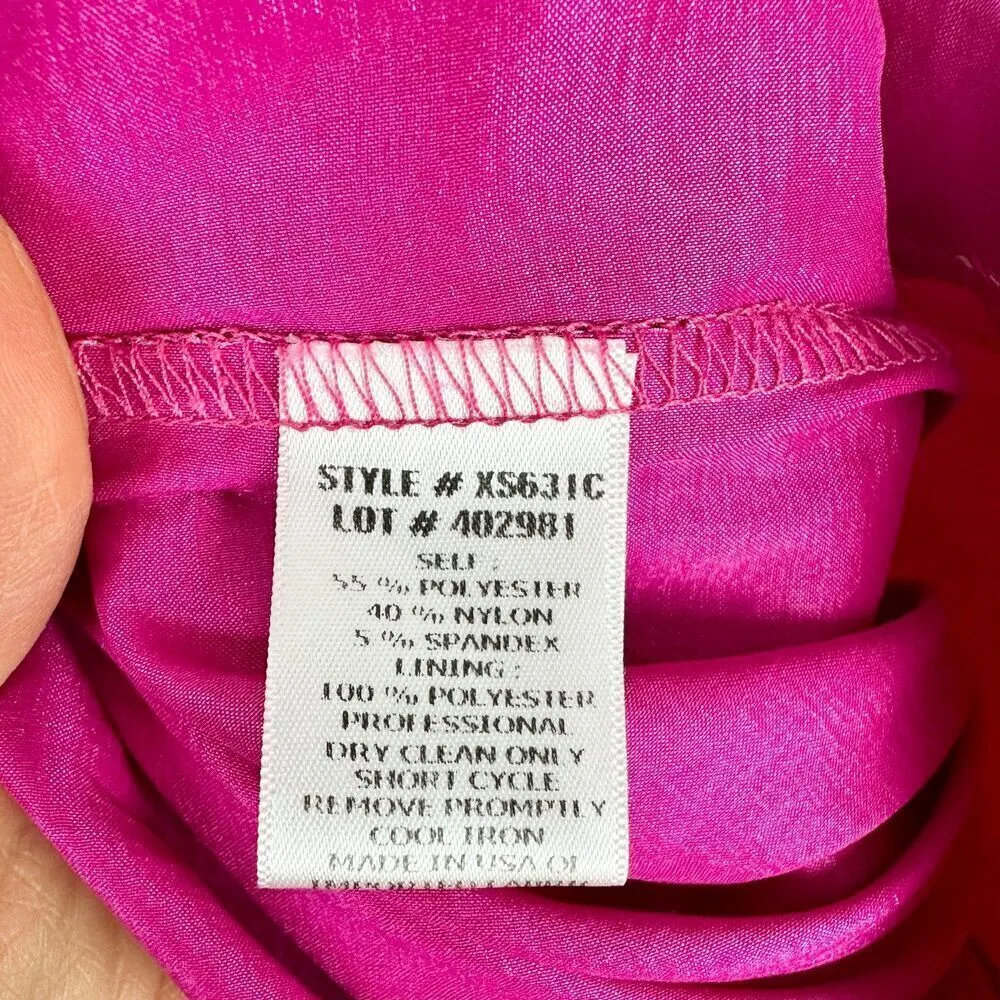 STYLE # XS631C
LOT # 402981
SELF :
55 % POLYESTER
40 % NYLON
5 % SPANDEX
LINING :
100 % POLYESTER
PROFESSIONAL
DRY CLEAN ONLY
SHORT CYCLE
REMOVE PROMPTLY
COOL IRON
MADE IN USA OF